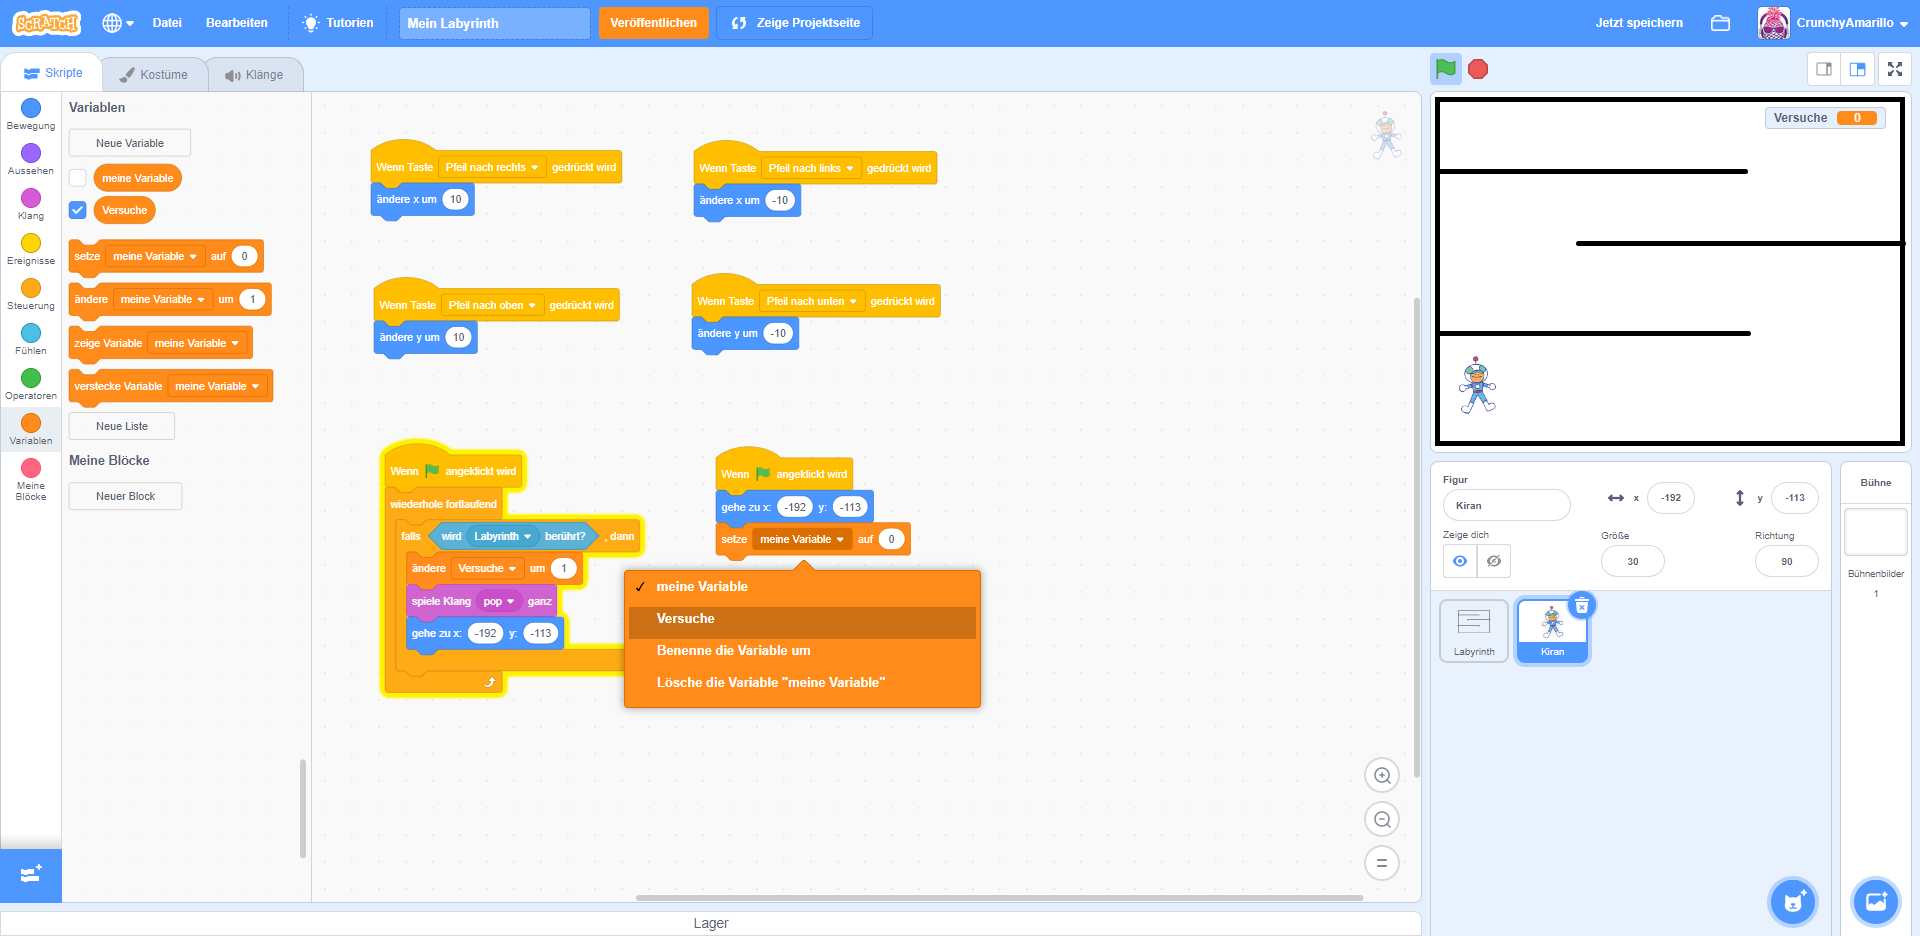 SCRATCH
Datei
Bearbeiten
Tutorien
Mein Labyrinth
Veröffentlichen
Zeige Projektseite
Jetzt speichern
CrunchyAmarillo
Skripte
Kostüme
Klänge
Bewegung
Aussehen
Klang
Ereignisse
Steuerung
Fühlen
Operatoren
Variablen
Meine
Blöcke
Variablen
Neue Variable
meine Variable
Versuche
setze meine Variable auf 0
ändere meine Variable um 1
zeige Variable meine Variable
verstecke Variable meine Variable
Neue Liste
Meine Blöcke
Neuer Block
Wenn Taste Pfeil nach rechts gedrückt wird
ändere x um 10
Wenn Taste Pfeil nach links gedrückt wird
ändere x um -10
Wenn Taste Pfeil nach oben gedrückt wird
ändere y um 10
Wenn Taste Pfeil nach unten gedrückt wird
ändere y um -10
Wenn angeklickt wird
wiederhole fortlaufend
falls wird Labyrinth berührt? , dann
ändere Versuche um 1
spiele Klang pop ganz
gehe zu x: -192 y: -113
Wenn angeklickt wird
gehe zu x: -192 y: -113
setze meine Variable auf 0
✓ meine Variable
Versuche
Benenne die Variable um
Lösche die Variable "meine Variable"
Lager
Versuche 0
Figur
Kiran
x -192
y -113
Zeige dich
Größe
30
Richtung
90
Labyrinth
Kiran
Bühne
Bühnenbilder
1